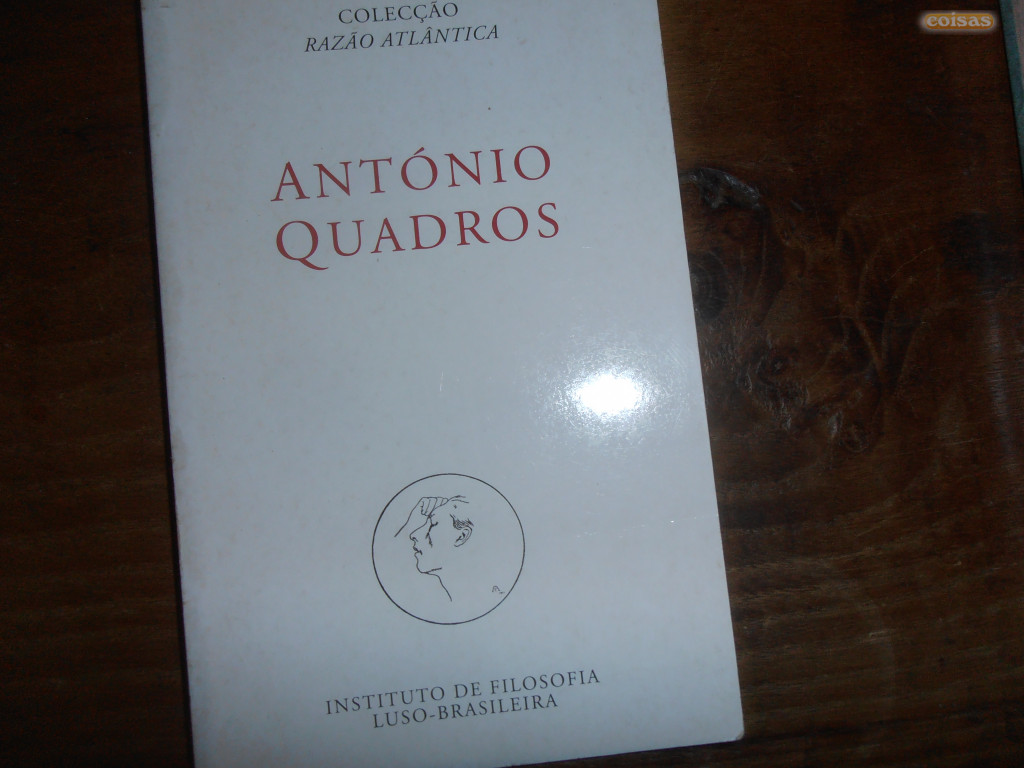 COLECÇÃO
RAZÃO ATLÂNTICA
ANTÓNIO
QUADROS
INSTITUTO DE FILOSOFIA
LUSO-BRASILEIRA
coisas